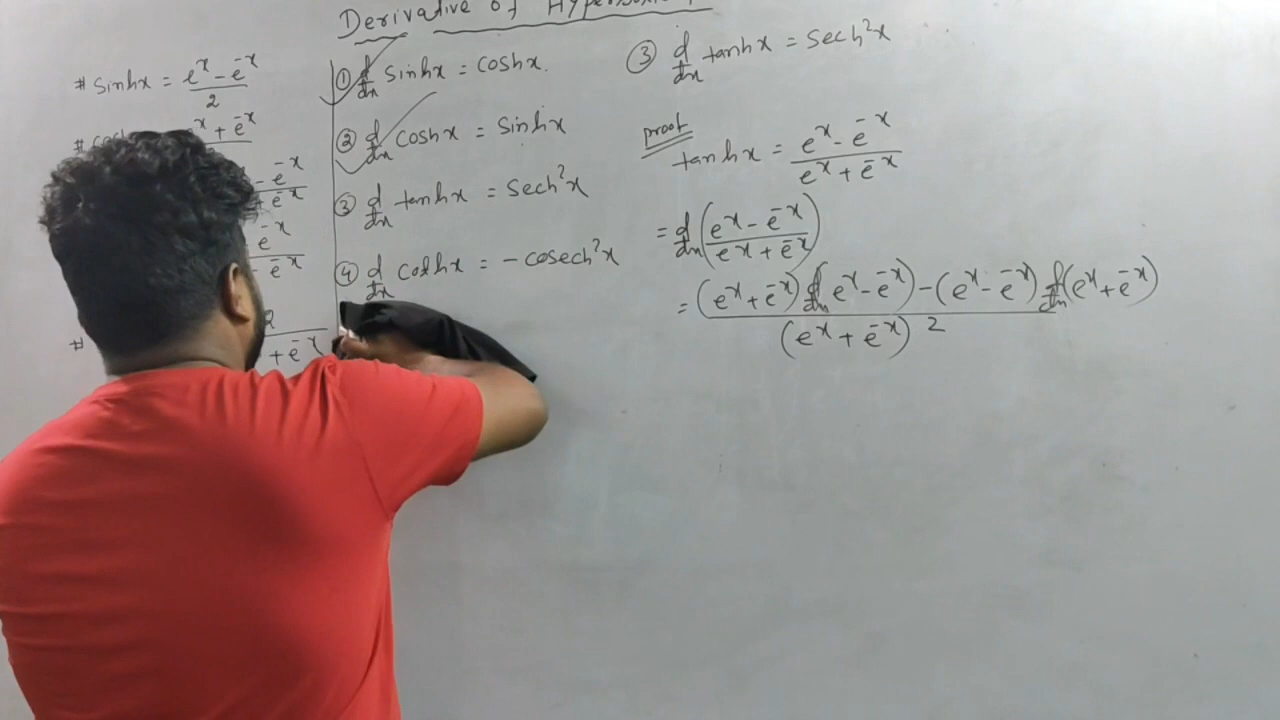 Derivative of
# sinhx = e^x - e^-x / 2
e^x + e^-x
- e^-x / + e^-x
e^-x / e^-x
#
2 / + e^-x
① d/dx sinhx = coshx.
② d/dx coshx = sinhx
③ d/dx tanhx = sech²x
④ d/dx cothx = - cosech²x
③ d/dx tanhx = sech²x
proof
tanhx = e^x - e^-x / e^x + e^-x
= d/dx (e^x - e^-x / e^x + e^-x)
= (e^x + e^-x) d/dx (e^x - e^-x) - (e^x - e^-x) d/dx (e^x + e^-x) / (e^x + e^-x)²